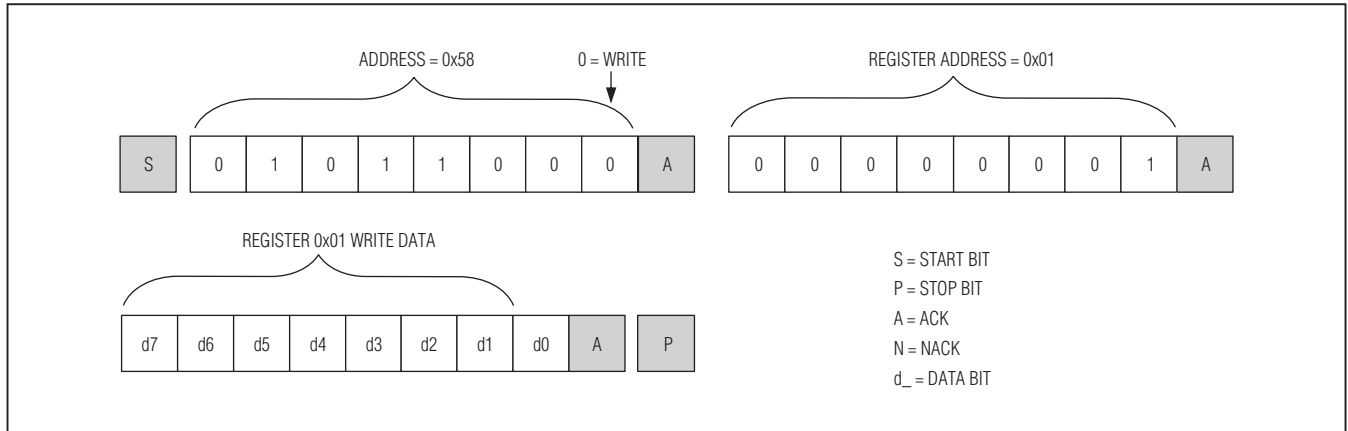 ADDRESS = 0x58 0 = WRITE REGISTER ADDRESS = 0x01
S 0 1 0 1 1 0 0 0 A 0 0 0 0 0 0 0 1 A
REGISTER 0x01 WRITE DATA
d7 d6 d5 d4 d3 d2 d1 d0 A P
S = START BIT
P = STOP BIT
A = ACK
N = NACK
d_ = DATA BIT